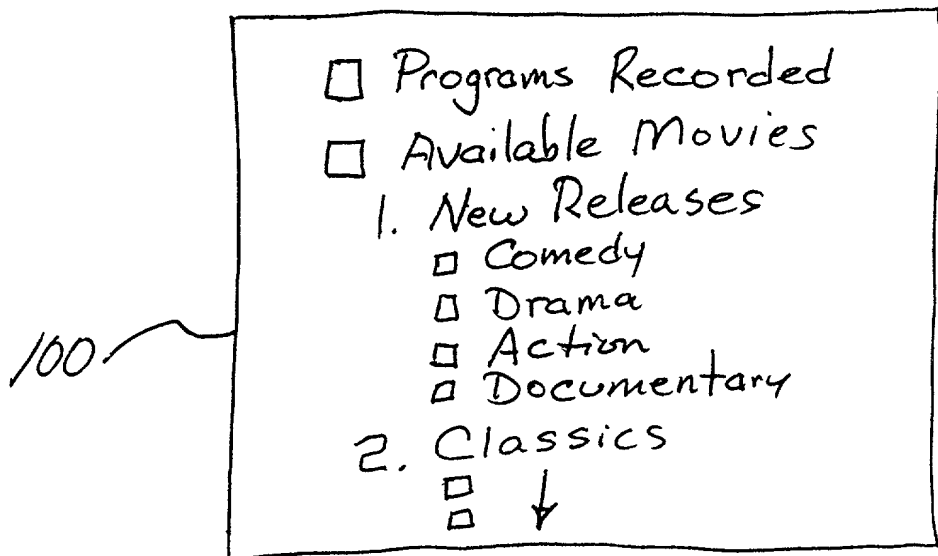 ☐ Programs Recorded
☐ Available Movies
1. New Releases
☐ Comedy
☐ Drama
☐ Action
☐ Documentary
100
2. Classics
☐
☐ ↓